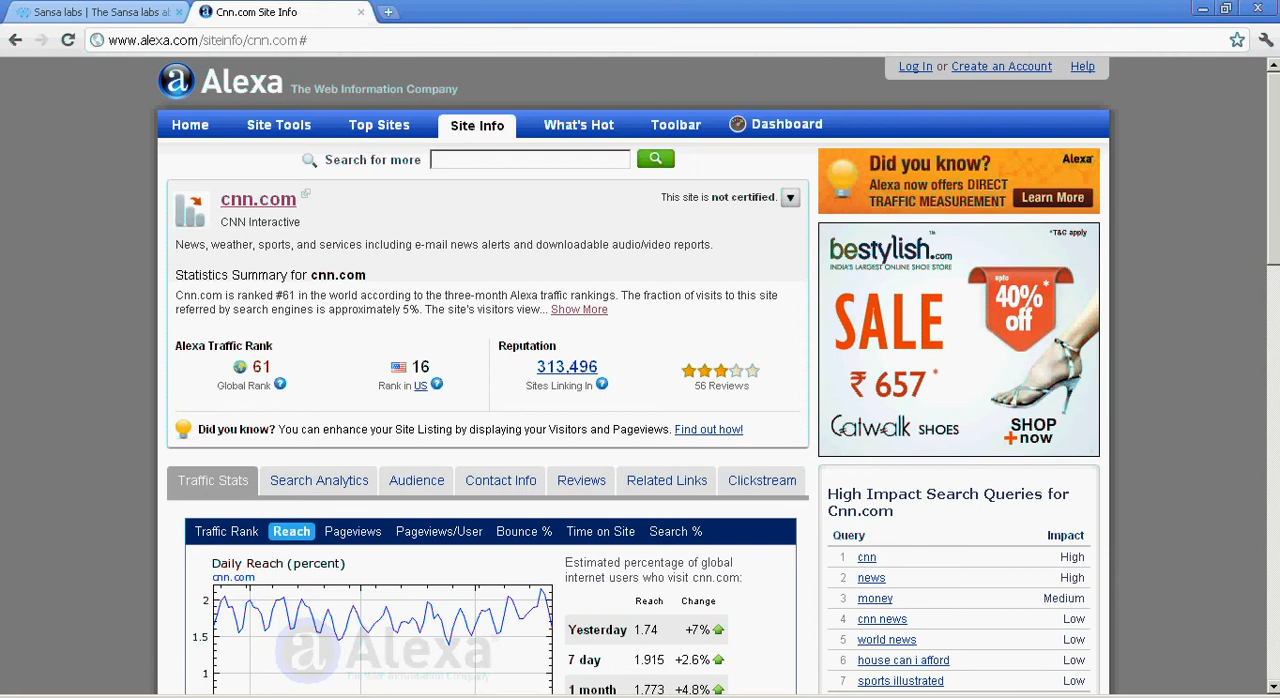 Sansa labs | The Sansa labs ab
Cnn.com Site Info
www.alexa.com/siteinfo/cnn.com#
Log In or Create an Account Help
a Alexa The Web Information Company
Home Site Tools Top Sites Site Info What's Hot Toolbar Dashboard
Search for more
cnn.com
CNN Interactive
This site is not certified.
News, weather, sports, and services including e-mail news alerts and downloadable audio/video reports.
Statistics Summary for cnn.com
Cnn.com is ranked #61 in the world according to the three-month Alexa traffic rankings. The fraction of visits to this site
referred by search engines is approximately 5%. The site's visitors view... Show More
Alexa Traffic Rank
61
Global Rank ?
16
Rank in US ?
Reputation
313,496
Sites Linking In ?
56 Reviews
Did you know? You can enhance your Site Listing by displaying your Visitors and Pageviews. Find out how!
Traffic Stats Search Analytics Audience Contact Info Reviews Related Links Clickstream
Traffic Rank Reach Pageviews Pageviews/User Bounce % Time on Site Search %
Daily Reach (percent)
cnn.com
2
1.5
1
a Alexa
The Web Information Company
Estimated percentage of global
internet users who visit cnn.com:
Reach Change
Yesterday 1.74 +7%
7 day 1.915 +2.6%
1 month 1.773 +4.8%
Did you know? Alexa
Alexa now offers DIRECT
TRAFFIC MEASUREMENT Learn More
bestylish.com™
*T&C apply
INDIA'S LARGEST ONLINE SHOE STORE
SALE
₹ 657*
upto
40%*
off
Catwalk SHOES
SHOP
+now
High Impact Search Queries for
Cnn.com
Query Impact
1 cnn High
2 news High
3 money Medium
4 cnn news Low
5 world news Low
6 house can i afford Low
7 sports illustrated Low